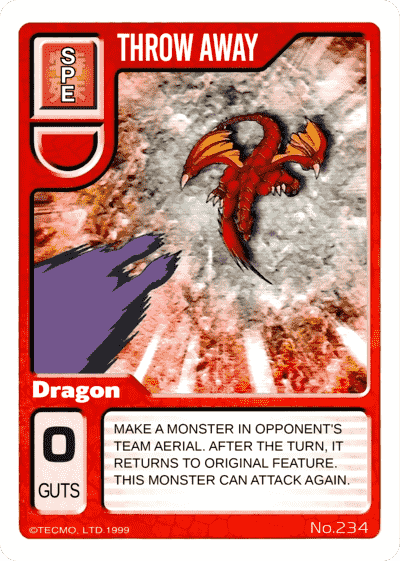 THROW AWAY
S
P
E
Dragon
0
GUTS
MAKE A MONSTER IN OPPONENT'S
TEAM AERIAL. AFTER THE TURN, IT
RETURNS TO ORIGINAL FEATURE.
THIS MONSTER CAN ATTACK AGAIN.
©TECMO, LTD.1999
No.234